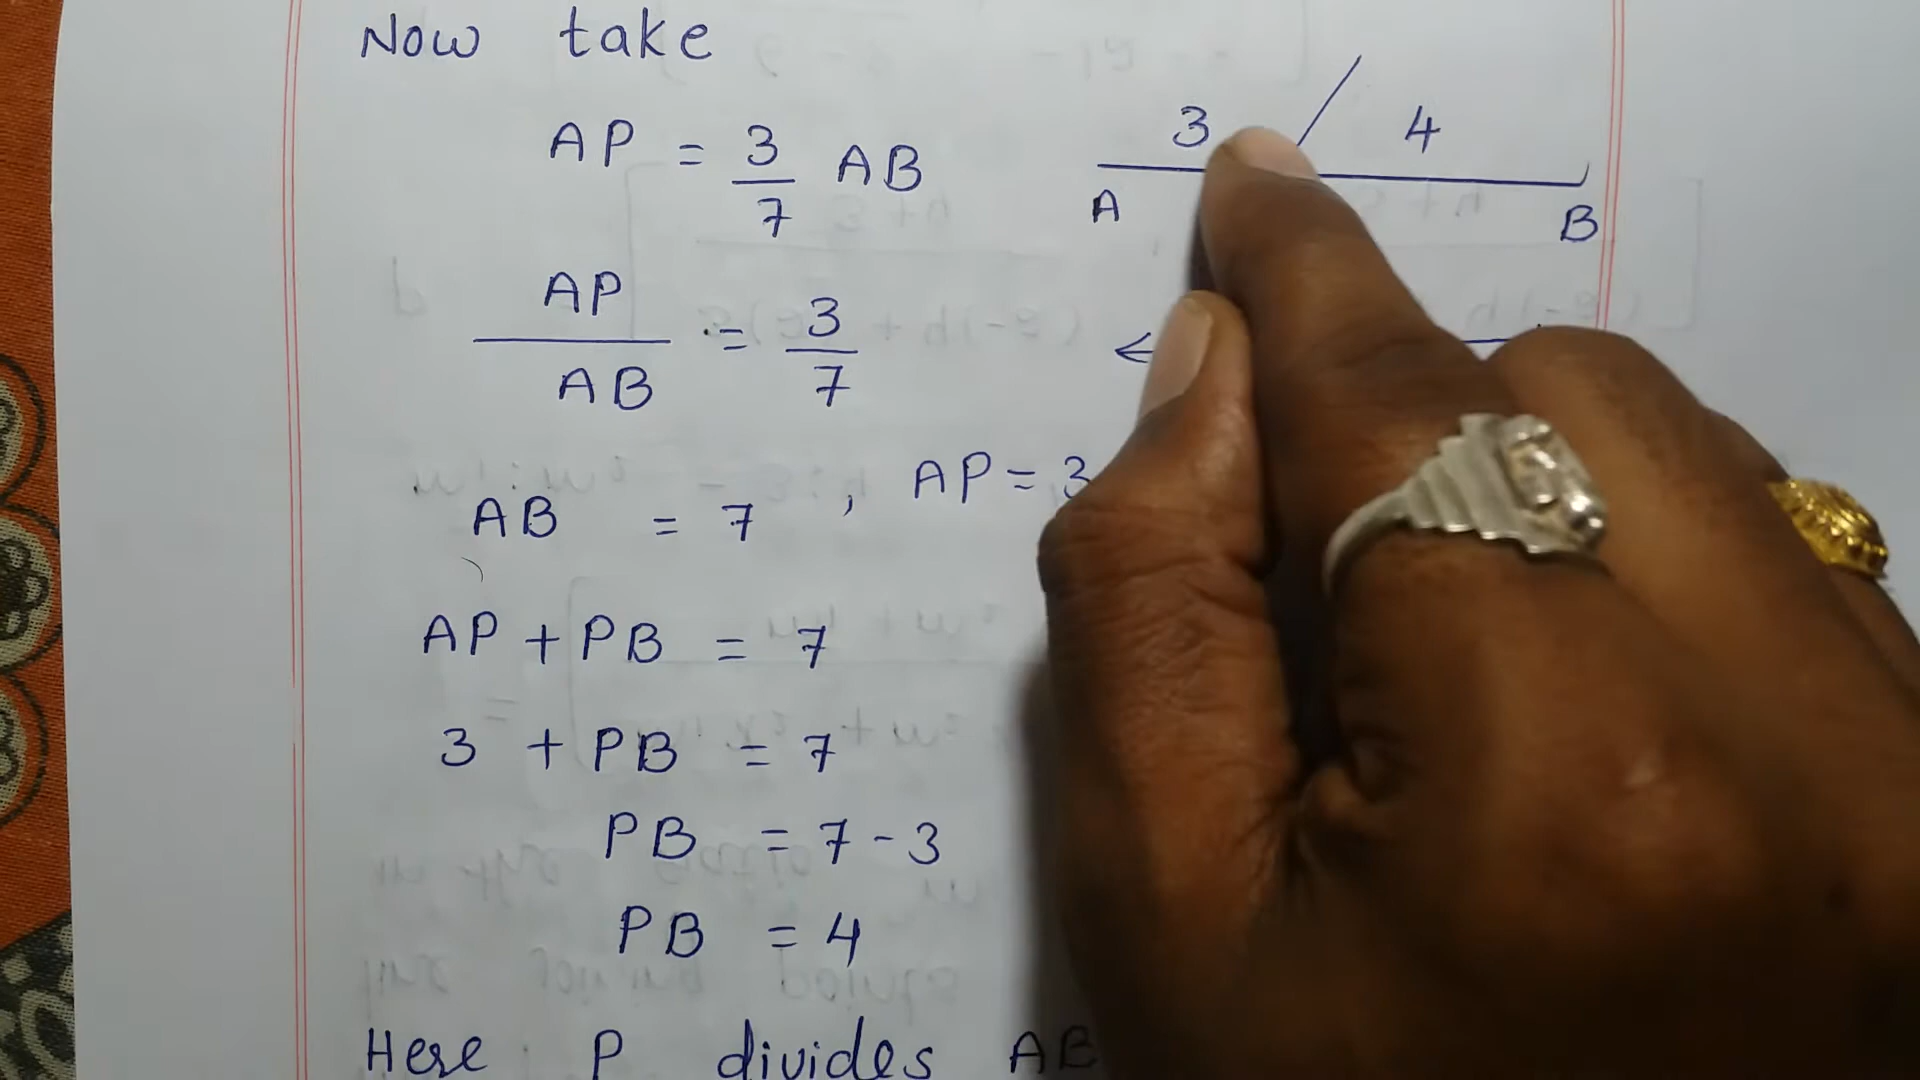 Now take
AP = 3/7 AB
3 4
A B
AP/AB = 3/7
←
AB = 7 , AP = 3
AP + PB = 7
3 + PB = 7
PB = 7 - 3
PB = 4
Here P divides AB